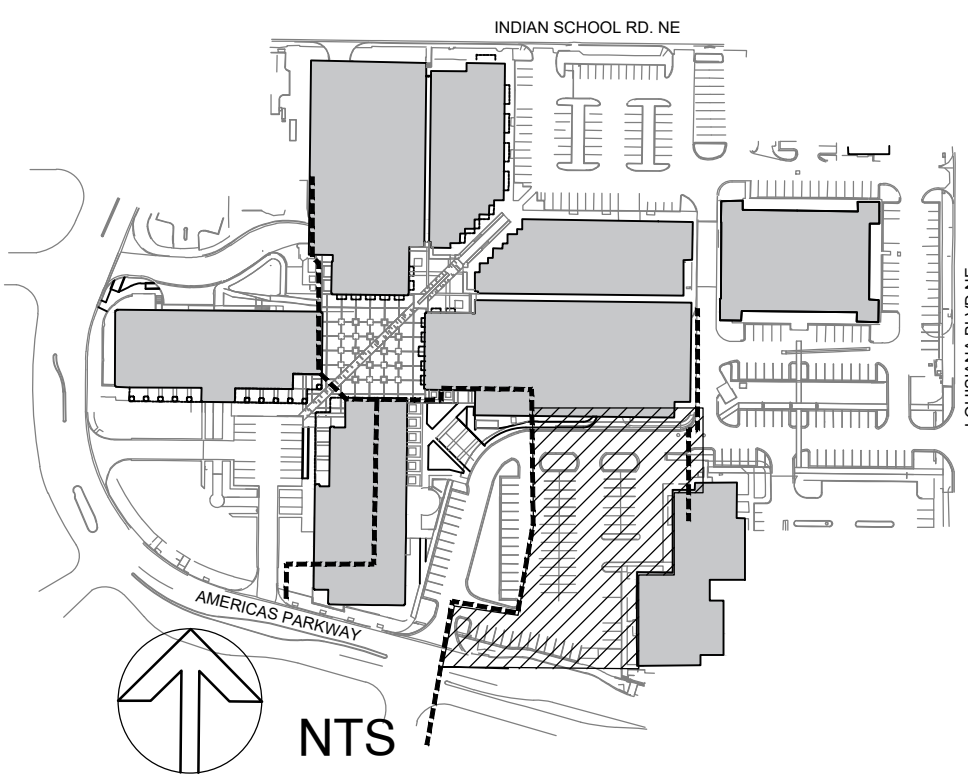 INDIAN SCHOOL RD. NE
LOUISIANA BLVD NE
AMERICAS PARKWAY
NTS